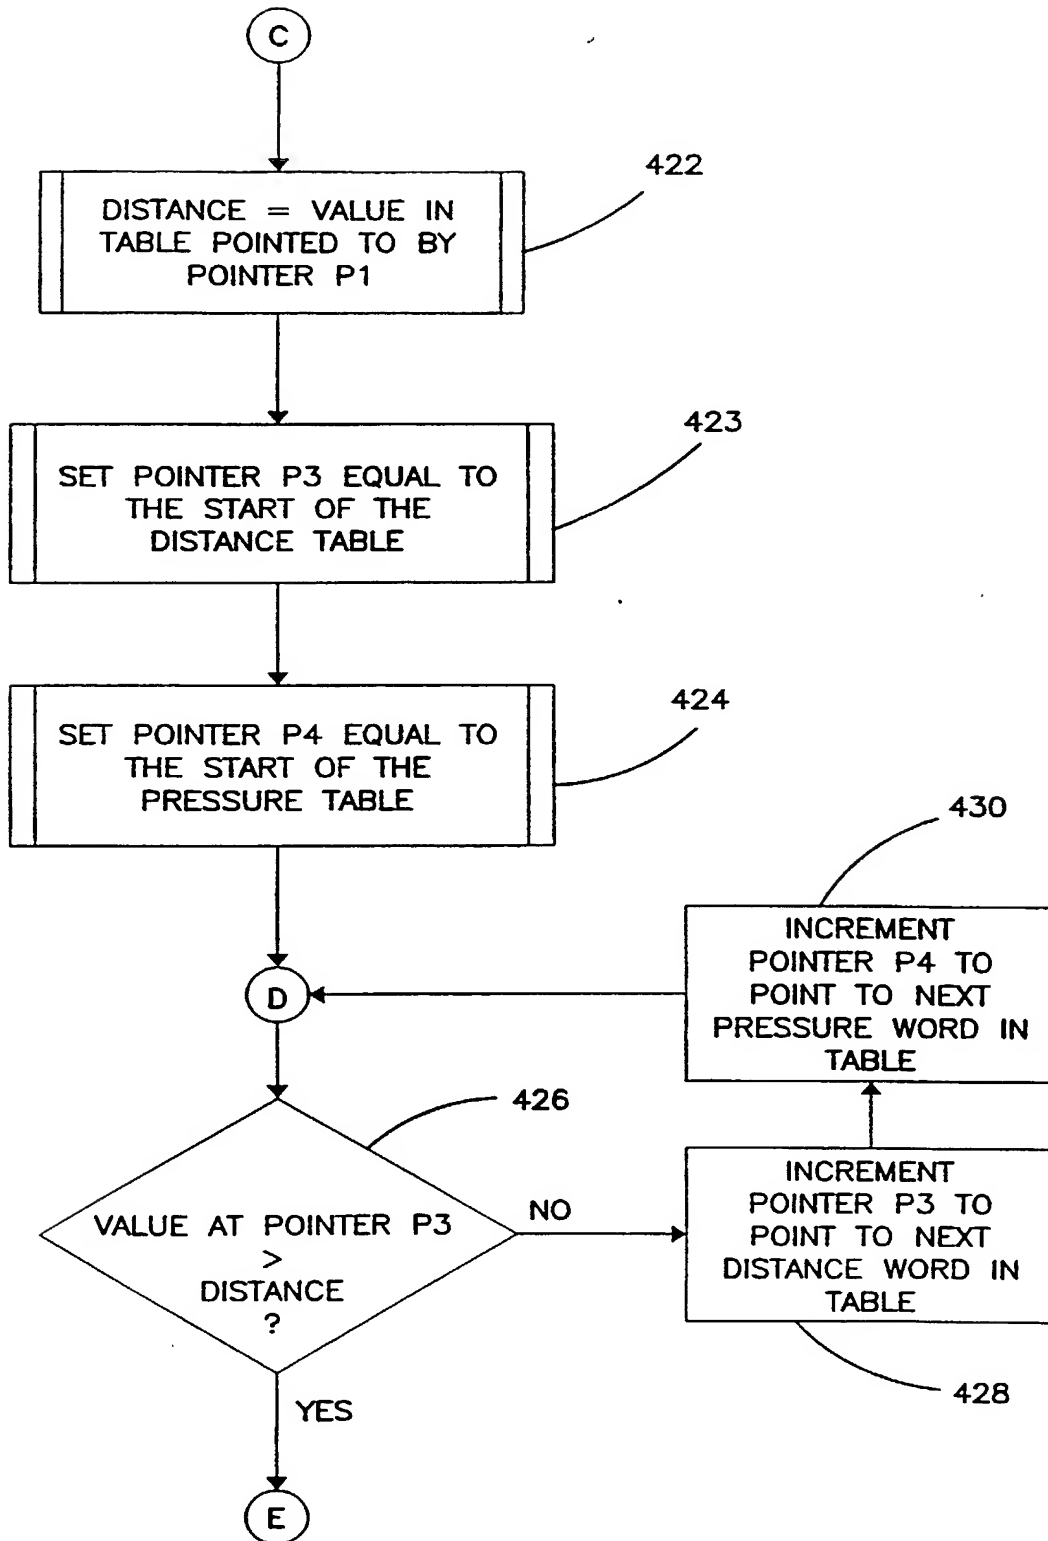 C
422
DISTANCE = VALUE IN
TABLE POINTED TO BY
POINTER P1
423
SET POINTER P3 EQUAL TO
THE START OF THE
DISTANCE TABLE
424
SET POINTER P4 EQUAL TO
THE START OF THE
PRESSURE TABLE
430
INCREMENT
POINTER P4 TO
POINT TO NEXT
PRESSURE WORD IN
TABLE
D
426
VALUE AT POINTER P3
>
DISTANCE
?
NO
INCREMENT
POINTER P3 TO
POINT TO NEXT
DISTANCE WORD IN
TABLE
428
YES
E